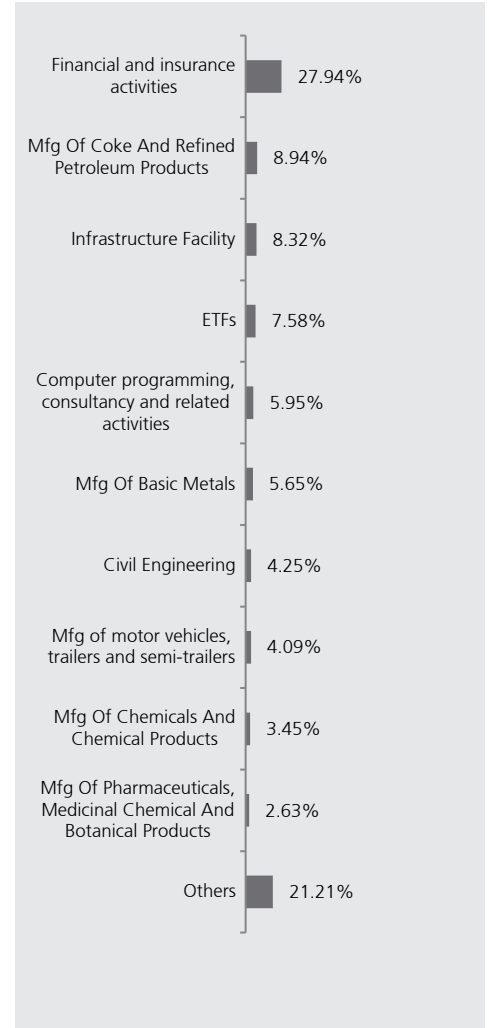 Financial and insurance
activities
27.94%
Mfg Of Coke And Refined
Petroleum Products
8.94%
Infrastructure Facility
8.32%
ETFs
7.58%
Computer programming,
consultancy and related
activities
5.95%
Mfg Of Basic Metals
5.65%
Civil Engineering
4.25%
Mfg of motor vehicles,
trailers and semi-trailers
4.09%
Mfg Of Chemicals And
Chemical Products
3.45%
Mfg Of Pharmaceuticals,
Medicinal Chemical And
Botanical Products
2.63%
Others
21.21%